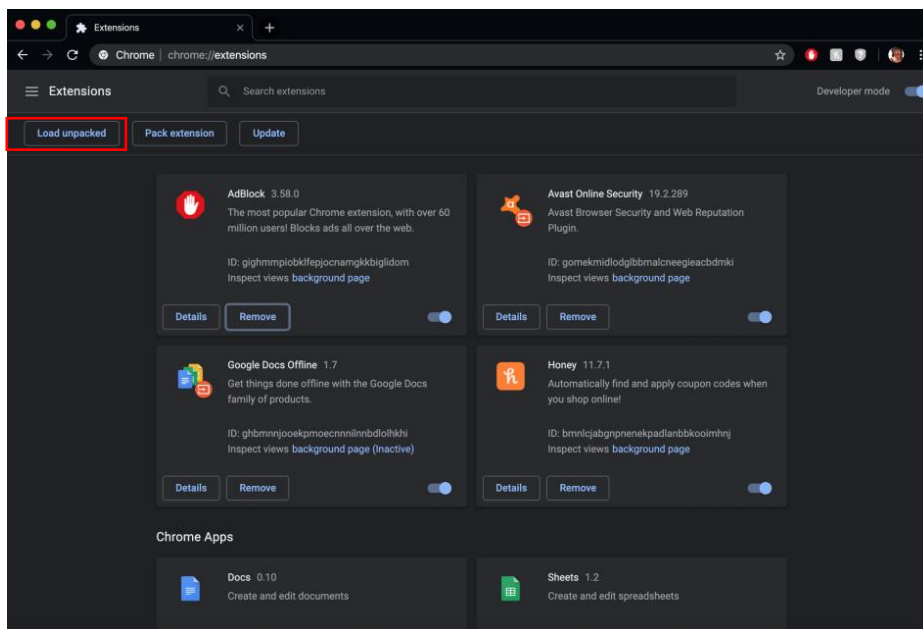 Extensions
Chrome | chrome://extensions
Extensions
Search extensions
Developer mode
Load unpacked
Pack extension
Update
AdBlock 3.58.0
The most popular Chrome extension, with over 60
million users! Blocks ads all over the web.
ID: gighmmpiobklfepjocnamgkkbiglidom
Inspect views background page
Details
Remove
Avast Online Security 19.2.289
Avast Browser Security and Web Reputation
Plugin.
ID: gomekmidlodglbbmalcneegieacbdmki
Inspect views background page
Details
Remove
Google Docs Offline 1.7
Get things done offline with the Google Docs
family of products.
ID: ghbmnnjooekpmoecnnnilnnbdlolhkhi
Inspect views background page (Inactive)
Details
Remove
Honey 11.7.1
Automatically find and apply coupon codes when
you shop online!
ID: bmnlcjabgnpnenekpadlanbbkooimhnj
Inspect views background page
Details
Remove
Chrome Apps
Docs 0.10
Create and edit documents
Sheets 1.2
Create and edit spreadsheets